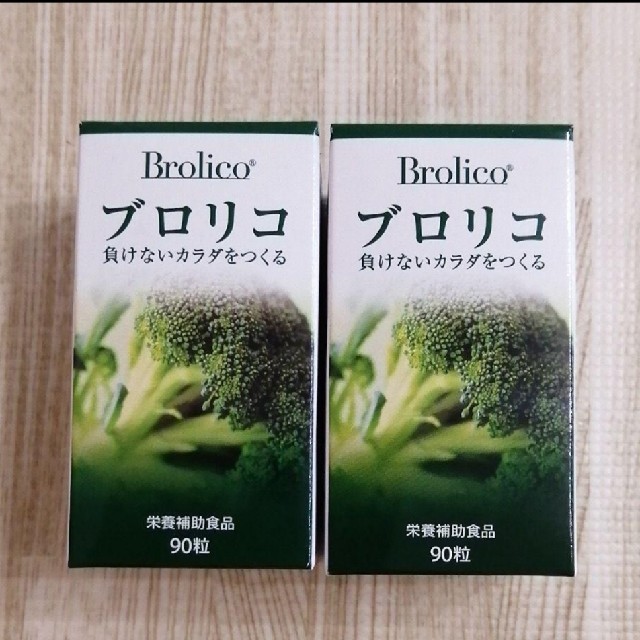 Brolico®
ブロリコ
負けないカラダをつくる
栄養補助食品
90粒
Brolico®
ブロリコ
負けないカラダをつくる
栄養補助食品
90粒